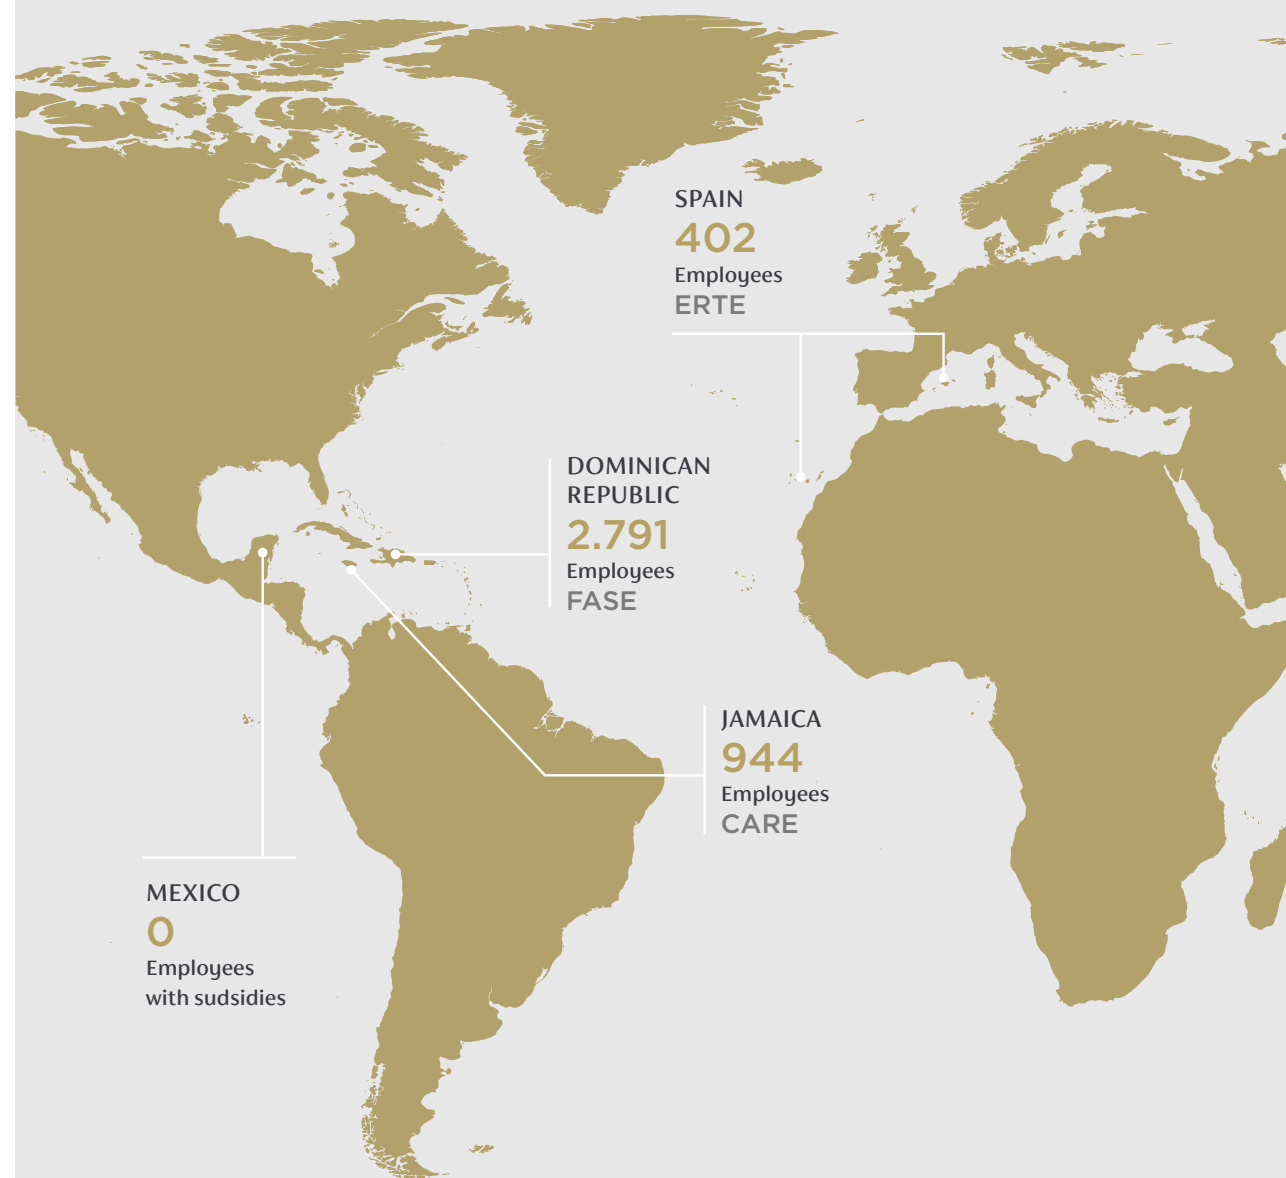 SPAIN
402
Employees
ERTE
DOMINICAN
REPUBLIC
2.791
Employees
FASE
JAMAICA
944
Employees
CARE
MEXICO
0
Employees
with sudsidies